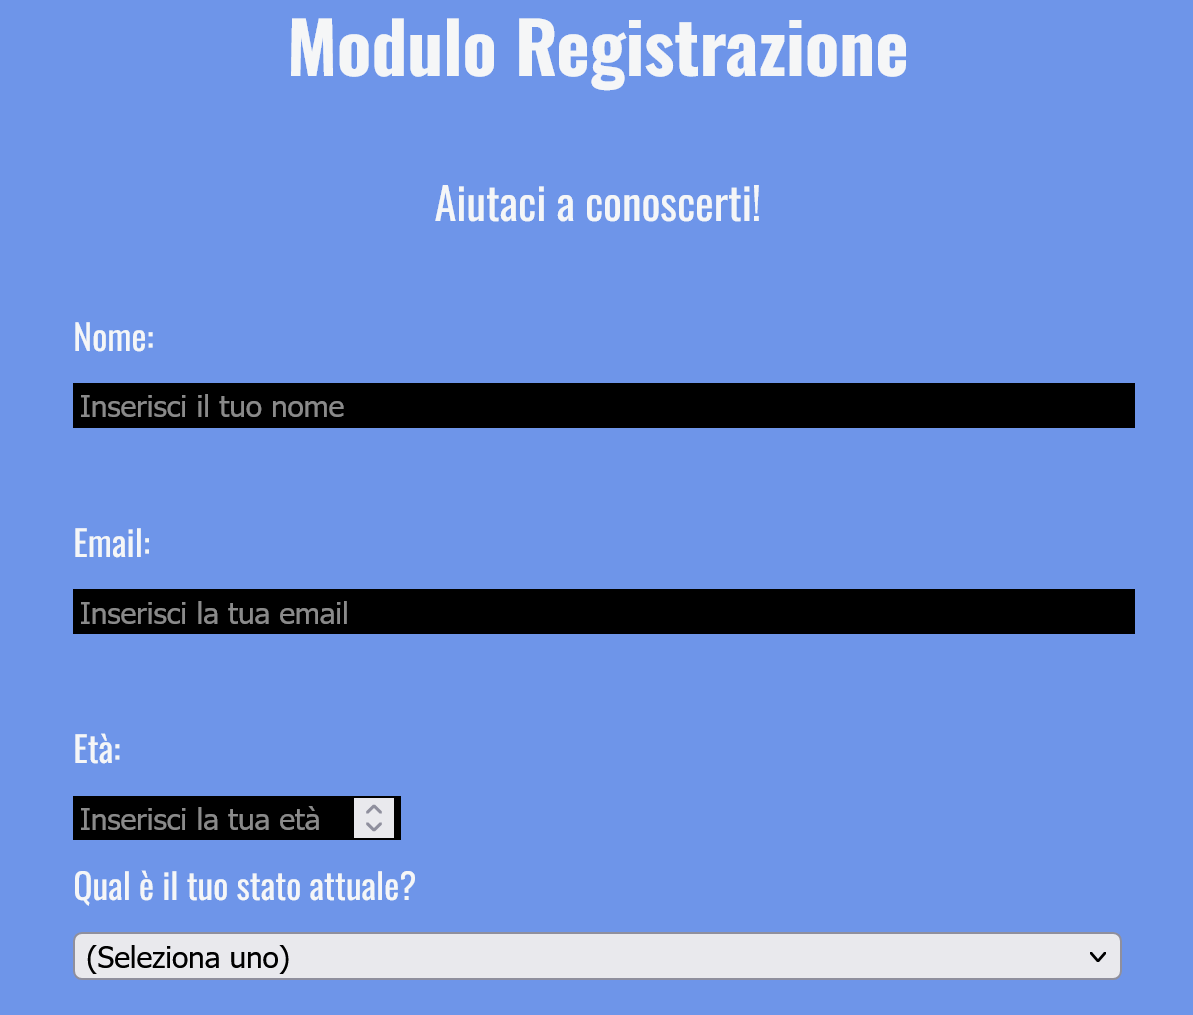 Modulo Registrazione
Aiutaci a conoscerti!
Nome:
Inserisci il tuo nome
Email:
Inserisci la tua email
Età:
Inserisci la tua età
Qual è il tuo stato attuale?
(Seleziona uno)